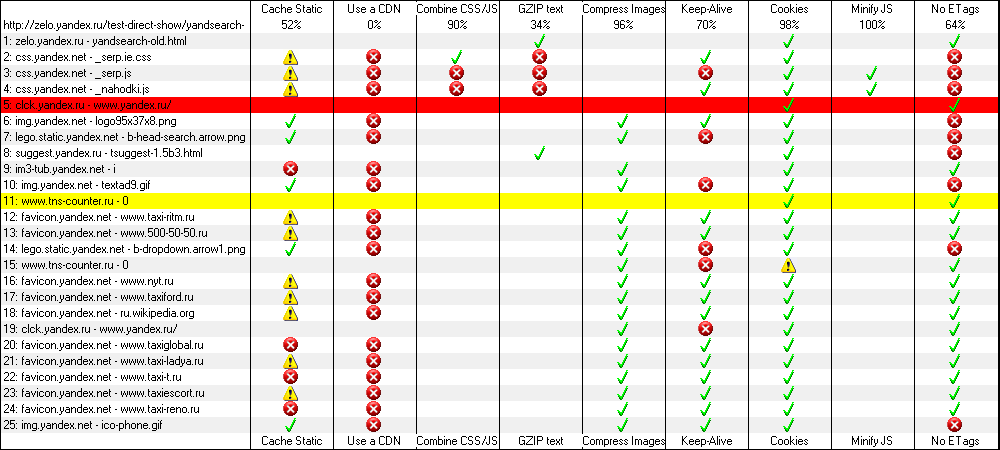 Cache Static Use a CDN Combine CSS/JS GZIP text Compress Images Keep-Alive Cookies Minify JS No ETags
http://zelo.yandex.ru/test-direct-show/yandsearch- 52% 0% 90% 34% 96% 70% 98% 100% 64%
1: zelo.yandex.ru - yandsearch-old.html
2: css.yandex.net - _serp.ie.css
3: css.yandex.net - _serp.js
4: css.yandex.net - _nahodki.js
5: clck.yandex.ru - www.yandex.ru/
6: img.yandex.net - logo95x37x8.png
7: lego.static.yandex.net - b-head-search.arrow.png
8: suggest.yandex.ru - tsuggest-1.5b3.html
9: im3-tub.yandex.net - i
10: img.yandex.net - textad9.gif
11: www.tns-counter.ru - 0
12: favicon.yandex.net - www.taxi-ritm.ru
13: favicon.yandex.net - www.500-50-50.ru
14: lego.static.yandex.net - b-dropdown.arrow1.png
15: www.tns-counter.ru - 0
16: favicon.yandex.net - www.nyt.ru
17: favicon.yandex.net - www.taxiford.ru
18: favicon.yandex.net - ru.wikipedia.org
19: clck.yandex.ru - www.yandex.ru/
20: favicon.yandex.net - www.taxiglobal.ru
21: favicon.yandex.net - www.taxi-ladya.ru
22: favicon.yandex.net - www.taxi-t.ru
23: favicon.yandex.net - www.taxiescort.ru
24: favicon.yandex.net - www.taxi-reno.ru
25: img.yandex.net - ico-phone.gif
Cache Static Use a CDN Combine CSS/JS GZIP text Compress Images Keep-Alive Cookies Minify JS No ETags